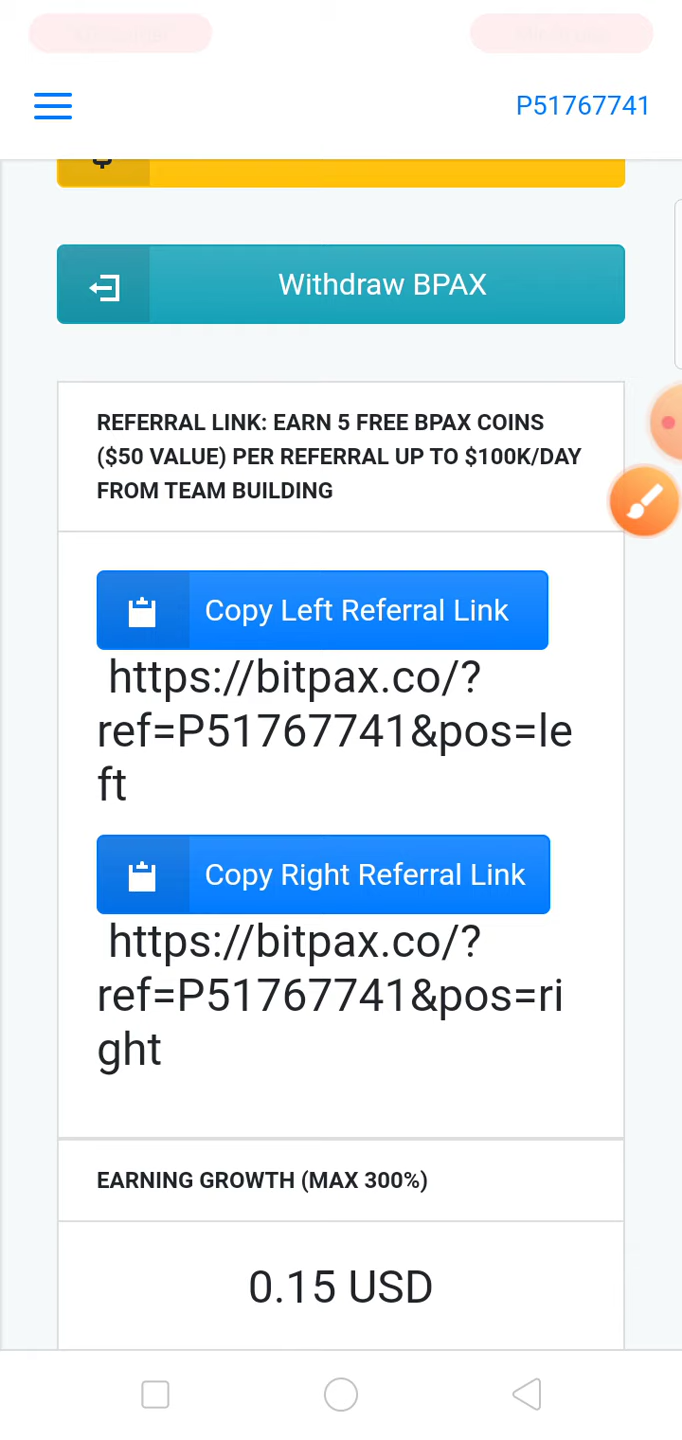 P51767741
Withdraw BPAX
REFERRAL LINK: EARN 5 FREE BPAX COINS
($50 VALUE) PER REFERRAL UP TO $100K/DAY
FROM TEAM BUILDING
Copy Left Referral Link
https://bitpax.co/?
ref=P51767741&pos=le
ft
Copy Right Referral Link
https://bitpax.co/?
ref=P51767741&pos=ri
ght
EARNING GROWTH (MAX 300%)
0.15 USD